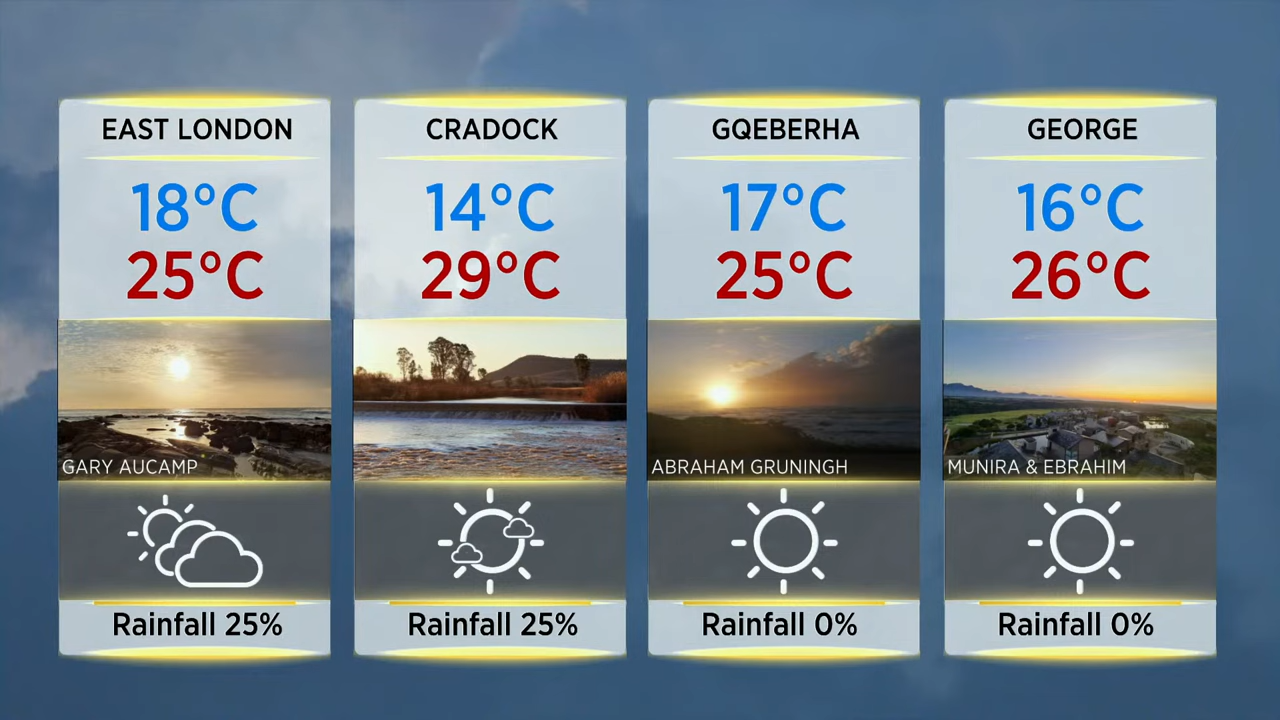 EAST LONDON
18°C
25°C
GARY AUCAMP
Rainfall 25%
CRADOCK
14°C
29°C
Rainfall 25%
GQEBERHA
17°C
25°C
ABRAHAM GRUNINGH
Rainfall 0%
GEORGE
16°C
26°C
MUNIRA & EBRAHIM
Rainfall 0%